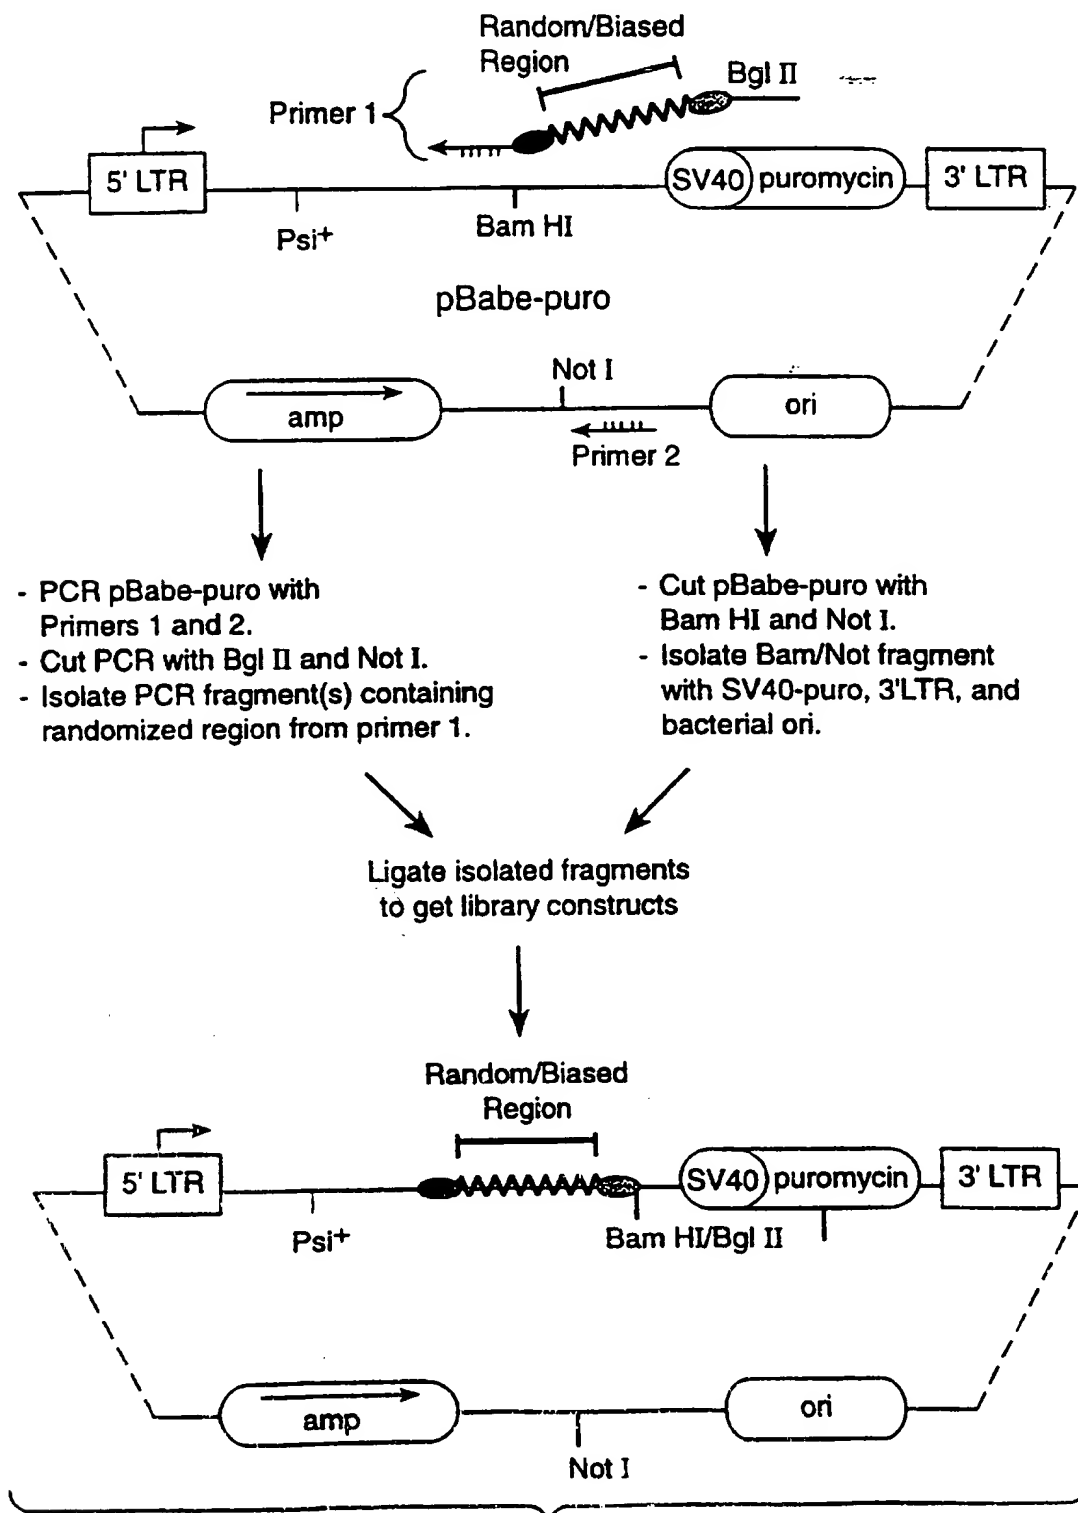 Random/Biased
Region
Bgl II
Primer 1
5' LTR
SV40
puromycin
3' LTR
Psi+
Bam HI
pBabe-puro
Not I
amp
ori
Primer 2
- PCR pBabe-puro with
Primers 1 and 2.
- Cut PCR with Bgl II and Not I.
- Isolate PCR fragment(s) containing
randomized region from primer 1.
- Cut pBabe-puro with
Bam HI and Not I.
- Isolate Bam/Not fragment
with SV40-puro, 3'LTR, and
bacterial ori.
Ligate isolated fragments
to get library constructs
Random/Biased
Region
5' LTR
SV40
puromycin
3' LTR
Psi+
Bam HI/Bgl II
amp
ori
Not I